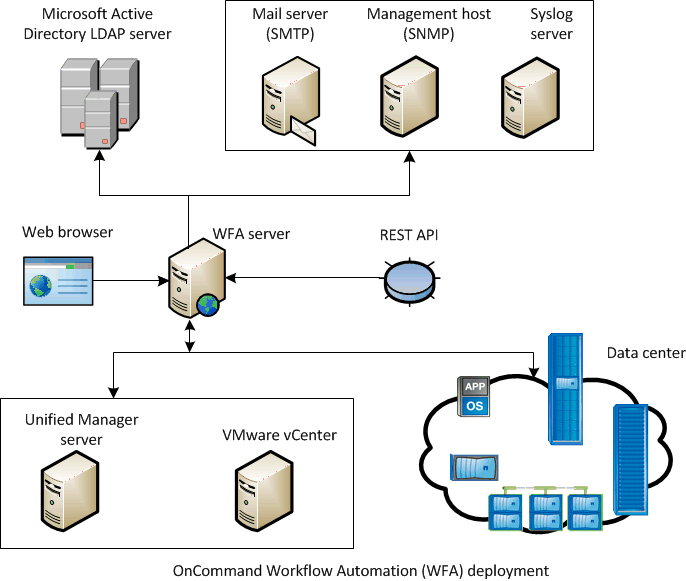 Microsoft Active
Directory LDAP server
Mail server
(SMTP)
Management host
(SNMP)
Syslog
server
Web browser
WFA server
REST API
Data center
APP
OS
Unified Manager
server
VMware vCenter
OnCommand Workflow Automation (WFA) deployment